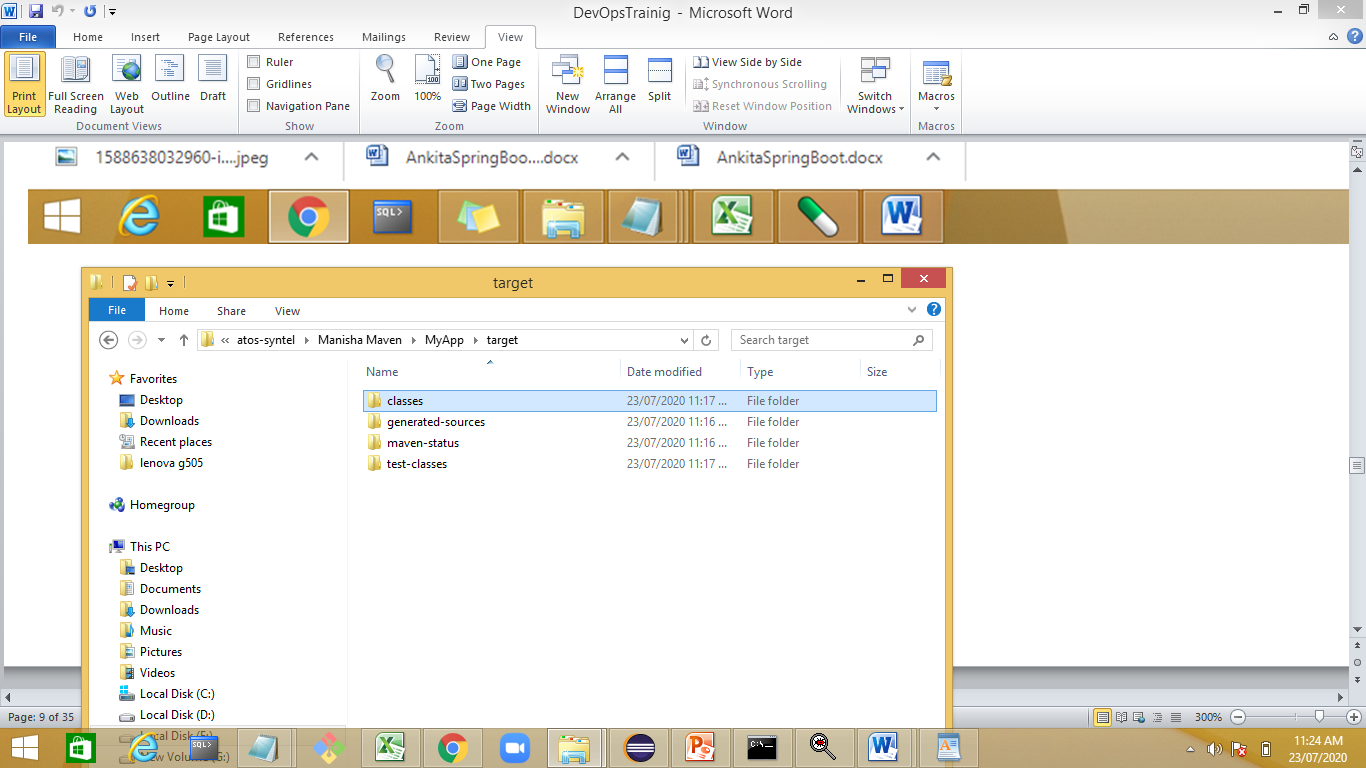 DevOpsTrainig - Microsoft Word
File Home Insert Page Layout References Mailings Review View
Print Layout
Full Screen Reading
Web Layout
Outline
Draft
Document Views
Ruler
Gridlines
Navigation Pane
Show
Zoom
100%
One Page
Two Pages
Page Width
Zoom
New Window
Arrange All
Split
View Side by Side
Synchronous Scrolling
Reset Window Position
Window
Switch Windows
Macros
Macros
1588638032960-i....jpeg
AnkitaSpringBoo....docx
AnkitaSpringBoot.docx
SQL>
target
File Home Share View
« atos-syntel Manisha Maven MyApp target
Search target
Name Date modified Type Size
classes 23/07/2020 11:17 ... File folder
generated-sources 23/07/2020 11:16 ... File folder
maven-status 23/07/2020 11:16 ... File folder
test-classes 23/07/2020 11:17 ... File folder
Favorites
Desktop
Downloads
Recent places
lenova g505
Homegroup
This PC
Desktop
Documents
Downloads
Music
Pictures
Videos
Local Disk (C:)
Local Disk (D:)
Page: 9 of 35
300%
SQL>
C:\
11:24 AM
23/07/2020